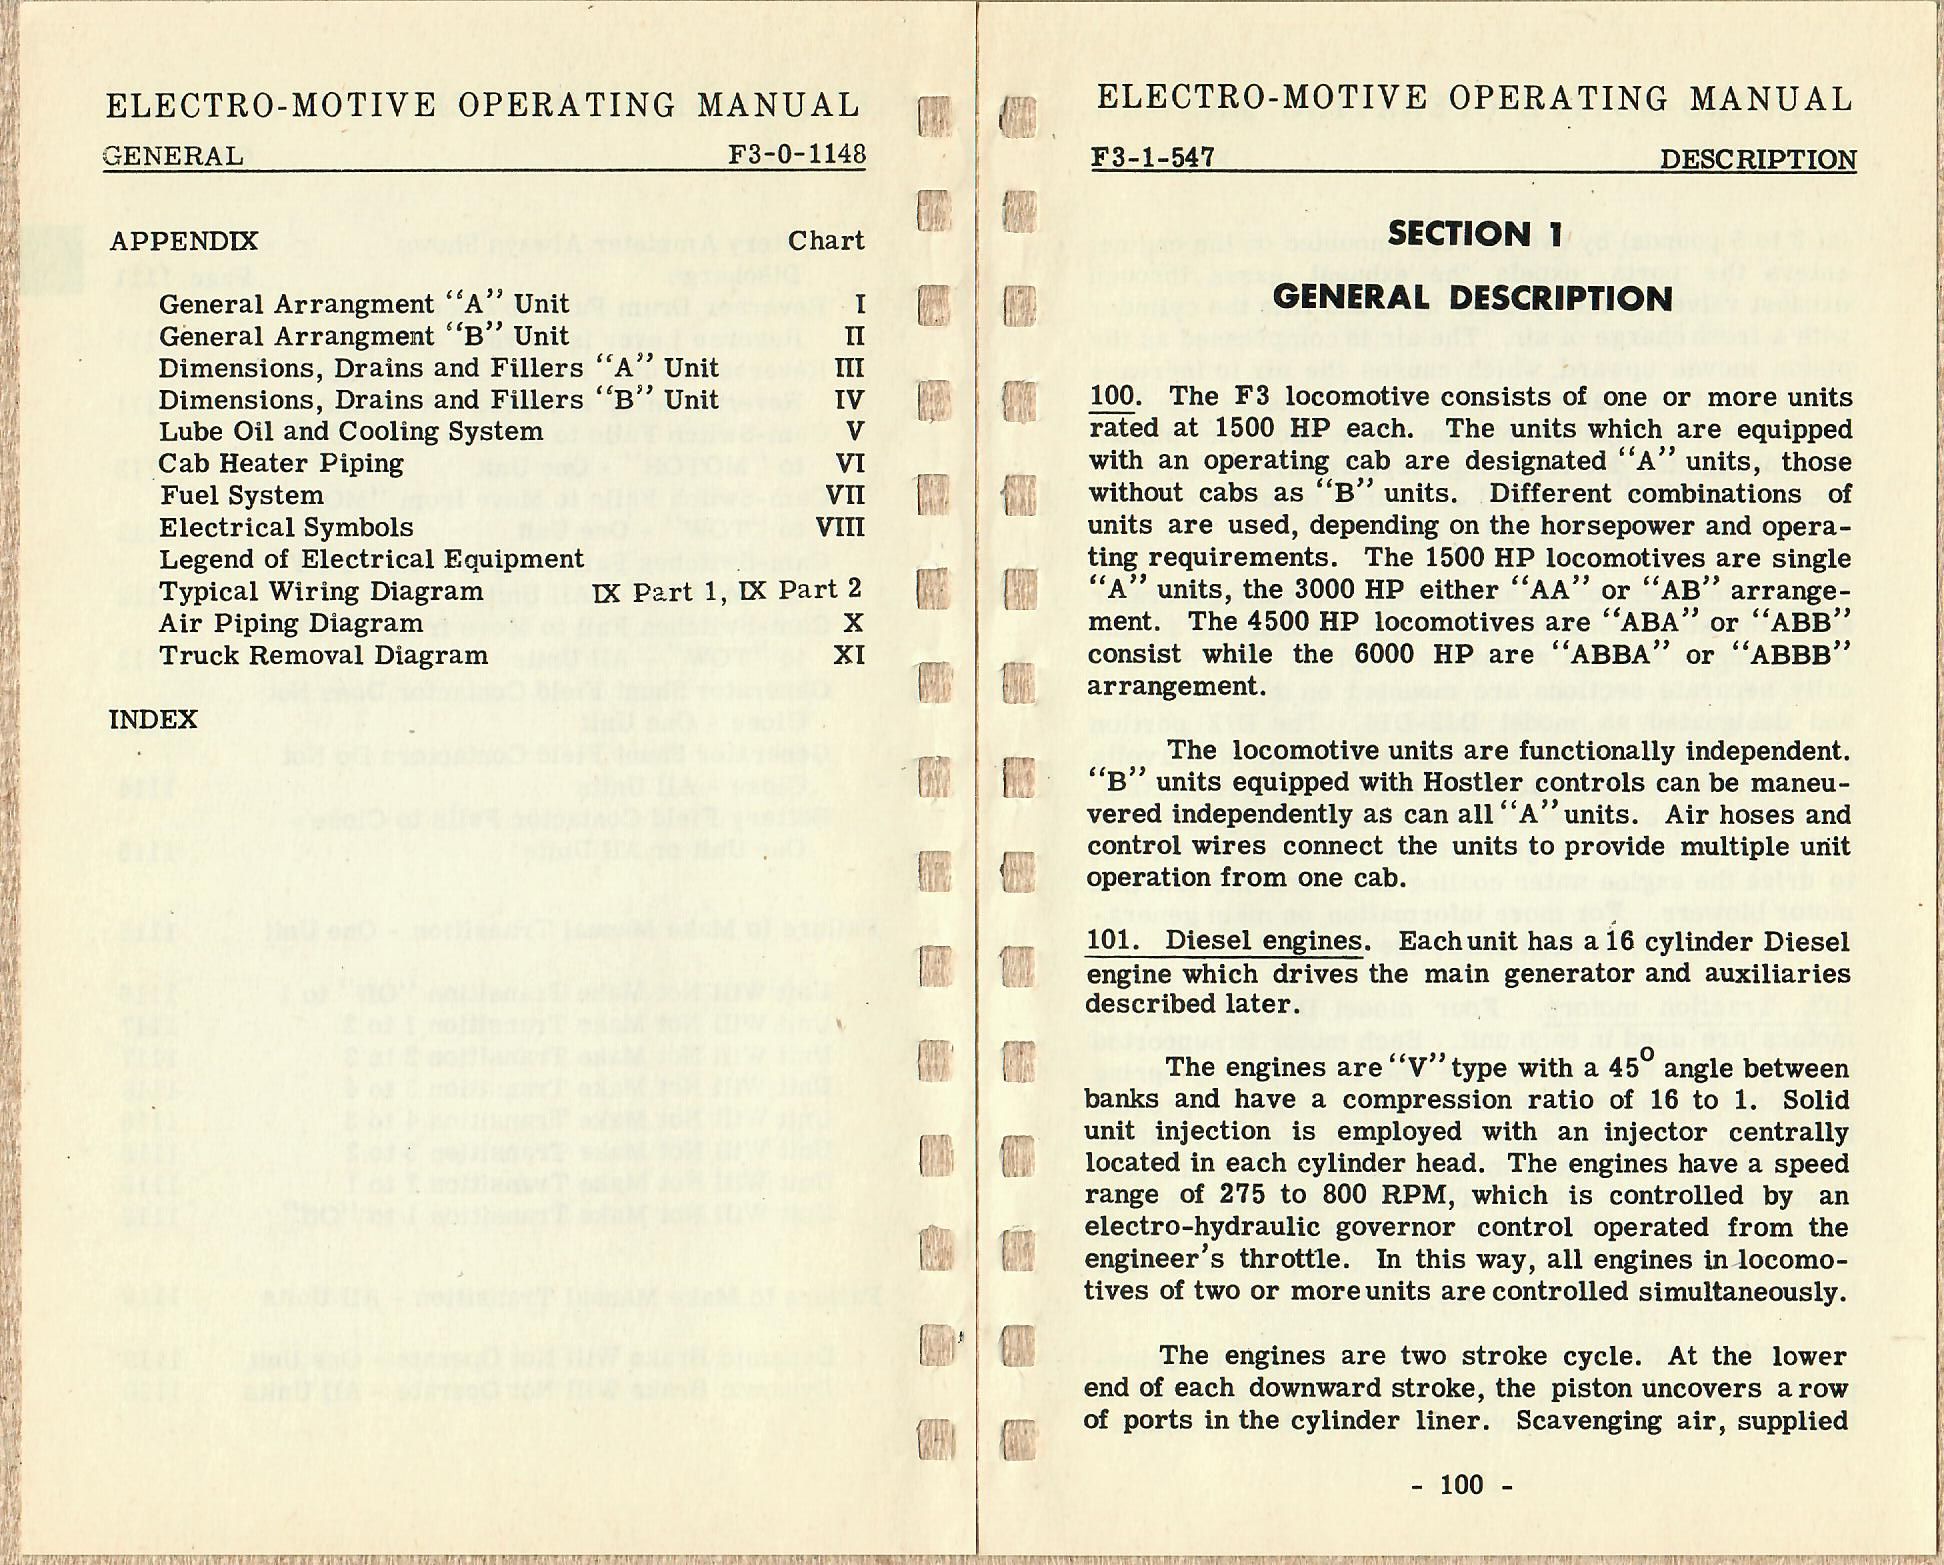 ELECTRO-MOTIVE OPERATING MANUAL
GENERAL F3-0-1148
APPENDIX Chart
General Arrangment “A” Unit I
General Arrangment “B” Unit II
Dimensions, Drains and Fillers “A” Unit III
Dimensions, Drains and Fillers “B” Unit IV
Lube Oil and Cooling System V
Cab Heater Piping VI
Fuel System VII
Electrical Symbols VIII
Legend of Electrical Equipment
Typical Wiring Diagram IX Part 1, IX Part 2
Air Piping Diagram X
Truck Removal Diagram XI
INDEX
ELECTRO-MOTIVE OPERATING MANUAL
F3-1-547 DESCRIPTION
SECTION 1
GENERAL DESCRIPTION
100. The F3 locomotive consists of one or more units
rated at 1500 HP each. The units which are equipped
with an operating cab are designated “A” units, those
without cabs as “B” units. Different combinations of
units are used, depending on the horsepower and opera-
ting requirements. The 1500 HP locomotives are single
“A” units, the 3000 HP either “AA” or “AB” arrange-
ment. The 4500 HP locomotives are “ABA” or “ABB”
consist while the 6000 HP are “ABBA” or “ABBB”
arrangement.
The locomotive units are functionally independent.
“B” units equipped with Hostler controls can be maneu-
vered independently as can all “A” units. Air hoses and
control wires connect the units to provide multiple unit
operation from one cab.
101. Diesel engines. Each unit has a 16 cylinder Diesel
engine which drives the main generator and auxiliaries
described later.
The engines are “V” type with a 45° angle between
banks and have a compression ratio of 16 to 1. Solid
unit injection is employed with an injector centrally
located in each cylinder head. The engines have a speed
range of 275 to 800 RPM, which is controlled by an
electro-hydraulic governor control operated from the
engineer’s throttle. In this way, all engines in locomo-
tives of two or more units are controlled simultaneously.
The engines are two stroke cycle. At the lower
end of each downward stroke, the piston uncovers a row
of ports in the cylinder liner. Scavenging air, supplied
- 100 -